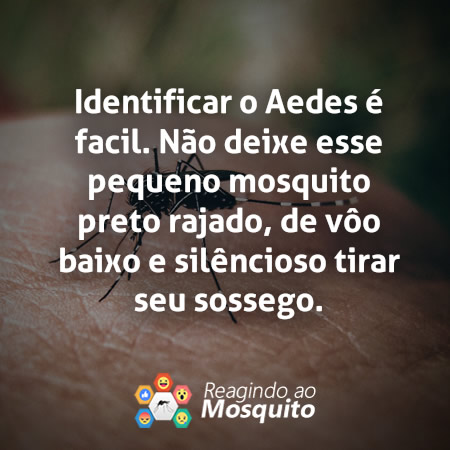 Identificar o Aedes é
facil. Não deixe esse
pequeno mosquito
preto rajado, de vôo
baixo e silêncioso tirar
seu sossego.
Reagindo ao
Mosquito